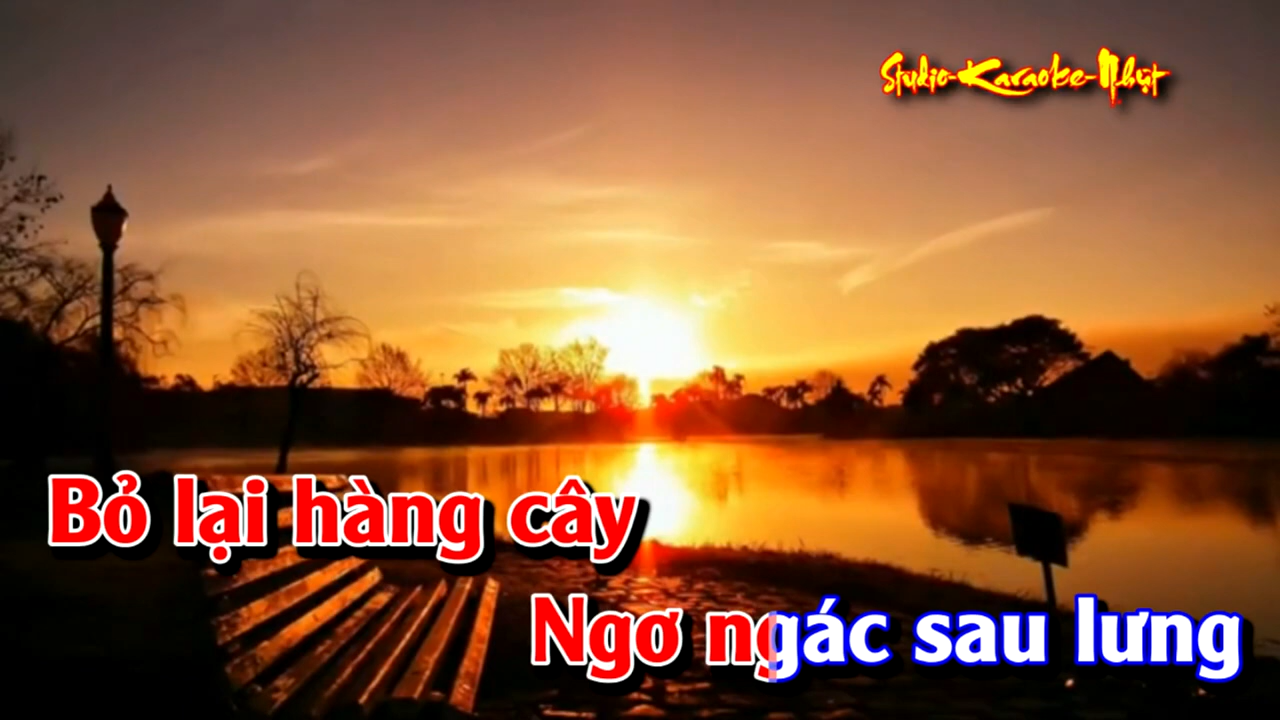 Studio-Karaoke-Nhựt
Bỏ lại hàng cây
Ngơ ngác sau lưng